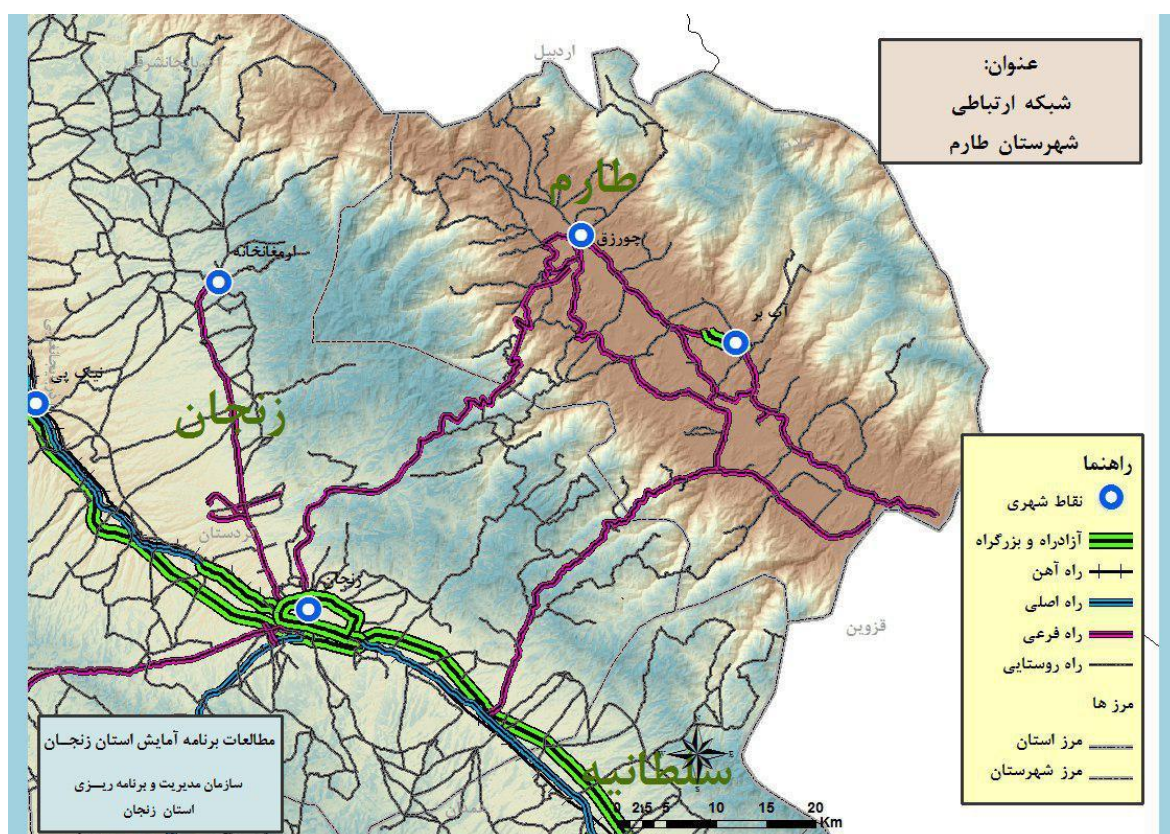 عنوان:
شبکه ارتباطی
شهرستان طارم
اردبیل
طارم
چورزق
ارمغانخانه
آب بر
نیک پی
زنجان
کردستان
زنجان
قزوین
سلطانیه
راهنما
نقاط شهری
آزادراه و بزرگراه
راه آهن
راه اصلی
راه فرعی
راه روستایی
مرز ها
مرز استان
مرز شهرستان
مطالعات برنامه آمایش استان زنجــان
سازمان مدیریت و برنامه ریــزی
استان زنجان
0 2.5 5 10 15 20
Km